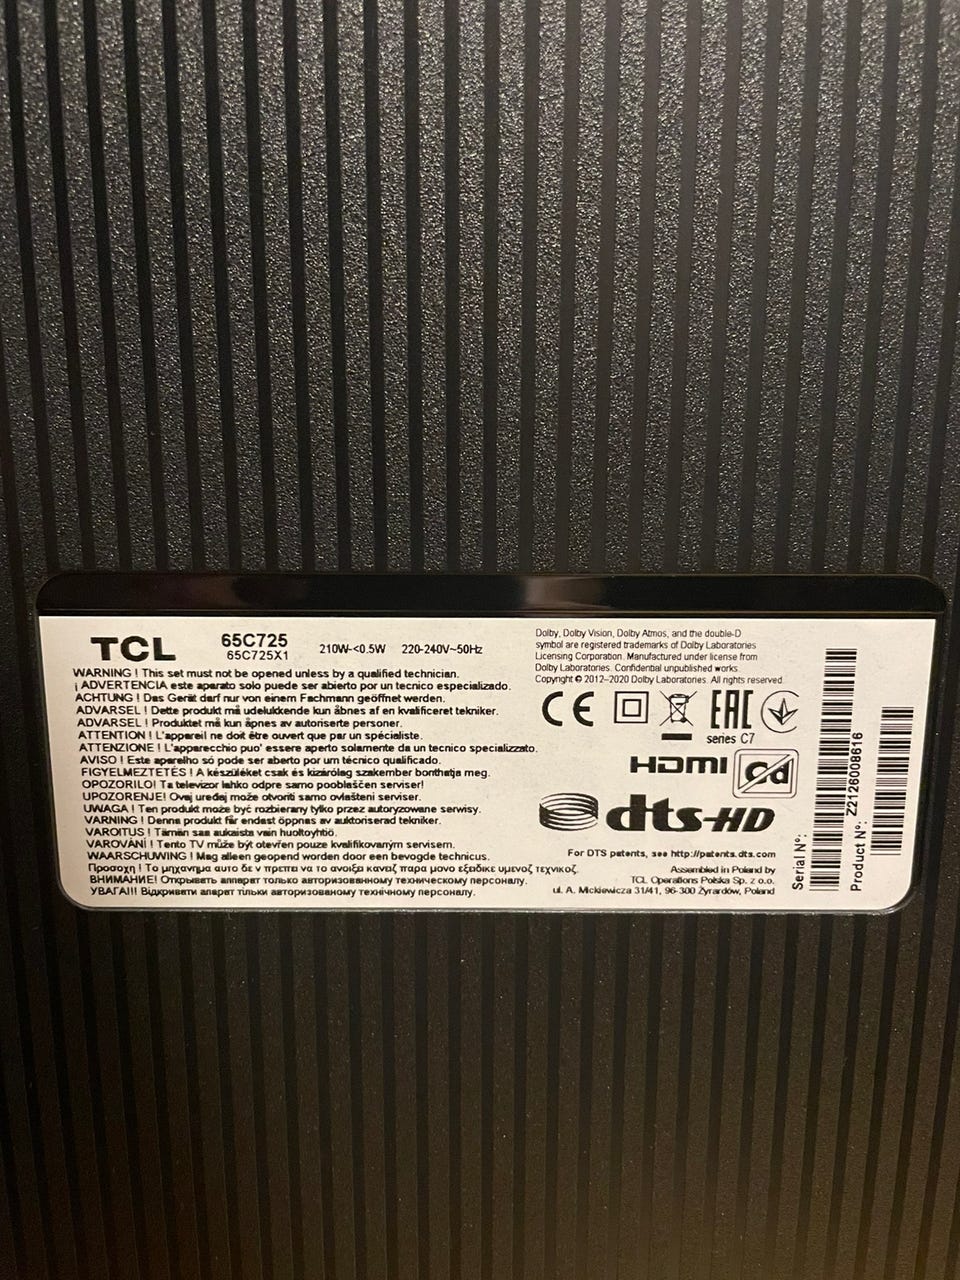 TCL
65C725
65C725X1
210W-<0.5W 220-240V~50Hz
WARNING ! This set must not be opened unless by a qualified technician.
¡ ADVERTENCIA este aparato solo puede ser abierto por un tecnico especializado.
ACHTUNG ! Das Gerät darf nur von einem Fachmann geöffnet werden.
ADVARSEL ! Dette produkt må udelukkende kun åbnes af en kvalificeret tekniker.
ADVARSEL ! Produktet må kun åpnes av autoriserte personer.
ATTENTION ! L'appareil ne doit être ouvert que par un spécialiste.
ATTENZIONE ! L'apparecchio puo' essere aperto solamente da un tecnico specializzato.
AVISO ! Este aparelho só pode ser aberto por um técnico qualificado.
FIGYELMEZTETÉS ! A készüléket csak és kizárólag szakember bonthatja meg.
OPOZORILO! Ta televizor lahko odpre samo pooblaščen serviser!
UPOZORENJE! Ovaj uređaj može otvoriti samo ovlašteni serviser.
UWAGA ! Ten produkt może być rozbierany tylko przez autoryzowane serwisy.
VARNING ! Denna produkt får endast öppnas av auktoriserad tekniker.
VAROITUS ! Tämän saa aukaista vain huoltoyhtiö.
VAROVÁNÍ ! Tento TV může být otevřen pouze kvalifikovaným servisem.
WAARSCHUWING ! Mag alleen geopend worden door een bevogde technicus.
Προσοχη ! Το μηχανημα αυτο δεν πρεπει να το ανοιξει κανεζ παρα μονο εξειδικε υμενοζ τεχνικοζ.
ВНИМАНИЕ! Открывать аппарат только авторизованному техническому персоналу.
УВАГА!!! Відкривати апарат тільки авторизованому технічному персоналу.
Dolby, Dolby Vision, Dolby Atmos, and the double-D
symbol are registered trademarks of Dolby Laboratories
Licensing Corporation. Manufactured under license from
Dolby Laboratories. Confidential unpublished works.
Copyright © 2012–2020 Dolby Laboratories. All rights reserved.
CE
EAC
series C7
HDMI
Cd
dts-HD
For DTS patents, see http://patents.dts.com
Assembled in Poland by
TCL Operations Polska Sp. z o.o.
ul. A. Mickiewicza 31/41, 96-300 Żyrardów, Poland
Serial N°:
Z2126008616
Product N°: